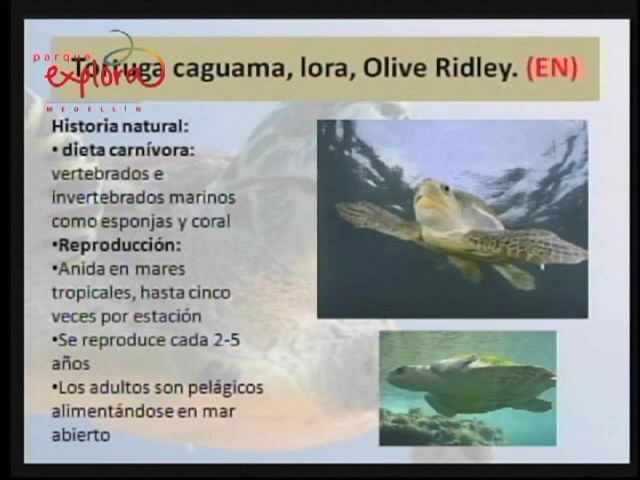 parque
explora
MEDELLÍN
Tortuga caguama, lora, Olive Ridley. (EN)
Historia natural:
• dieta carnívora:
vertebrados e
invertebrados marinos
como esponjas y coral
•Reproducción:
•Anida en mares
tropicales, hasta cinco
veces por estación
•Se reproduce cada 2-5
años
•Los adultos son pelágicos
alimentándose en mar
abierto